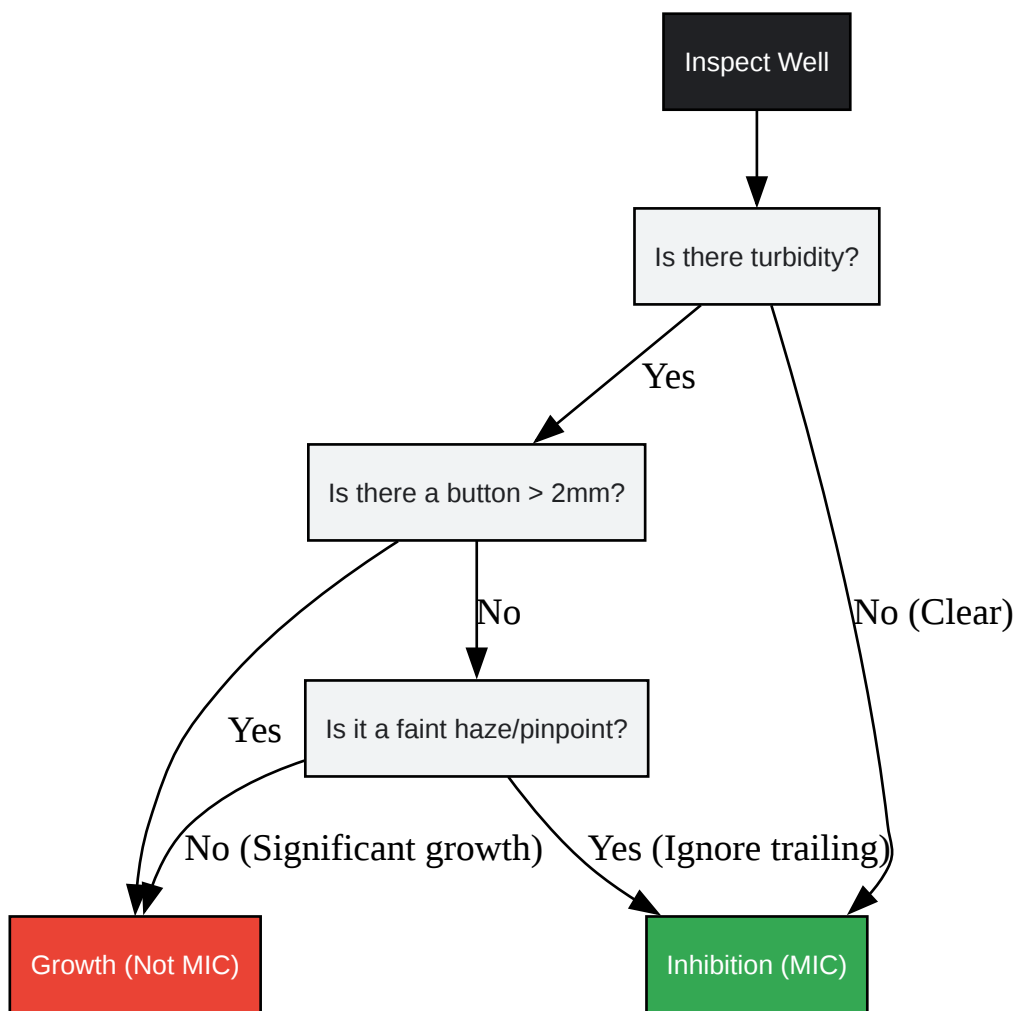 Inspect Well
Is there turbidity?
Yes
Is there a button > 2mm?
No
No (Clear)
Is it a faint haze/pinpoint?
Yes
No (Significant growth)
Yes (Ignore trailing)
Growth (Not MIC)
Inhibition (MIC)